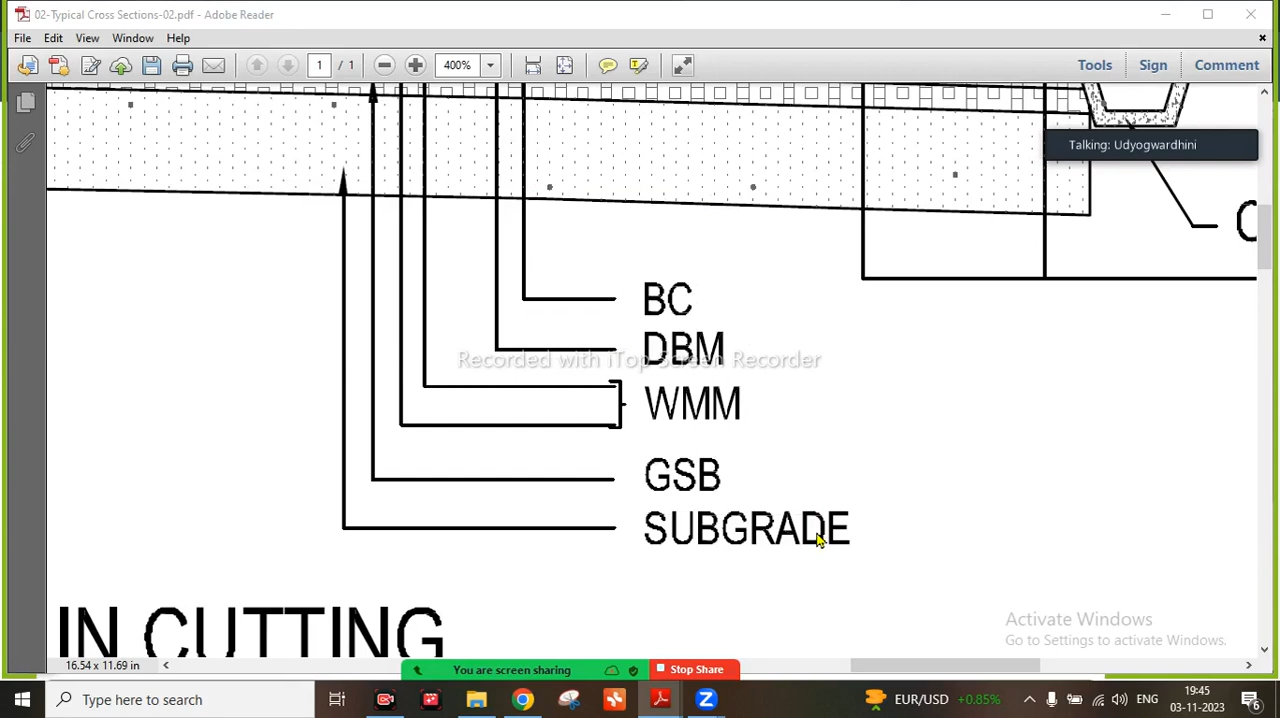 02-Typical Cross Sections-02.pdf - Adobe Reader
File Edit View Window Help
1 / 1 400% Tools Sign Comment
Talking: Udyogwardhini
BC
DBM
Recorded with iTop Screen Recorder
WMM
GSB
SUBGRADE
IN CUTTING
Activate Windows
Go to Settings to activate Windows.
16.54 x 11.69 in
You are screen sharing Stop Share
Type here to search
EUR/USD +0.85%
ENG
19:45
03-11-2023
6